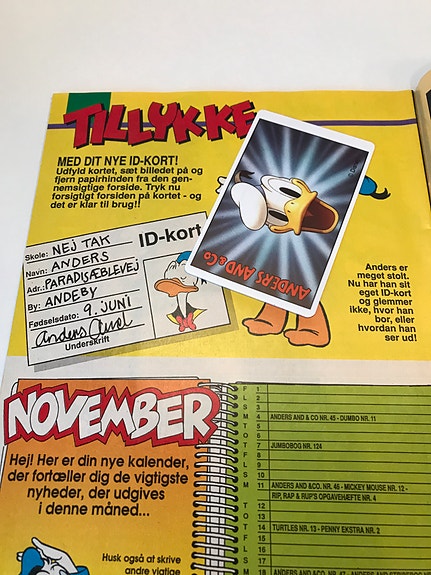 TILLYKKE
MED DIT NYE ID-KORT!
Udfyld kortet, sæt billedet på og
fjern papirhinden fra den gen-
nemsigtige forside. Tryk nu
forsigtigt forsiden på kortet - og
det er klar til brug!!
ID-kort
Skole: NEJ TAK
Navn: ANDERS
Adr.: PARADISÆBLEVEJ
By: ANDEBY
Fødselsdato: 9. JUNI
Anders And
Underskrift
ANDERS AND & Co.
Anders er
meget stolt.
Nu har han sit
eget ID-kort
og glemmer
ikke, hvor han
bor, eller
hvordan han
ser ud!
NOVEMBER
Hej! Her er din nye kalender,
der fortæller dig de vigtigste
nyheder, der udgives
i denne måned...
Husk også at skrive
andre vigtige
F 1
L 2
S 3
M 4 ANDERS AND & CO NR. 45 - DUMBO NR. 11
T 5
O 6
T 7 JUMBOBOG NR. 124
F 8
L 9
S 10
M 11 ANDERS AND &CO. NR. 46 - MICKEY MOUSE NR. 12 -
RIP, RAP & RUP'S OPGAVEHÆFTE NR. 4
T 12
O 13
T 14 TURTLES NR. 13 - PENNY EKSTRA NR. 2
F 15
L 16
S 17